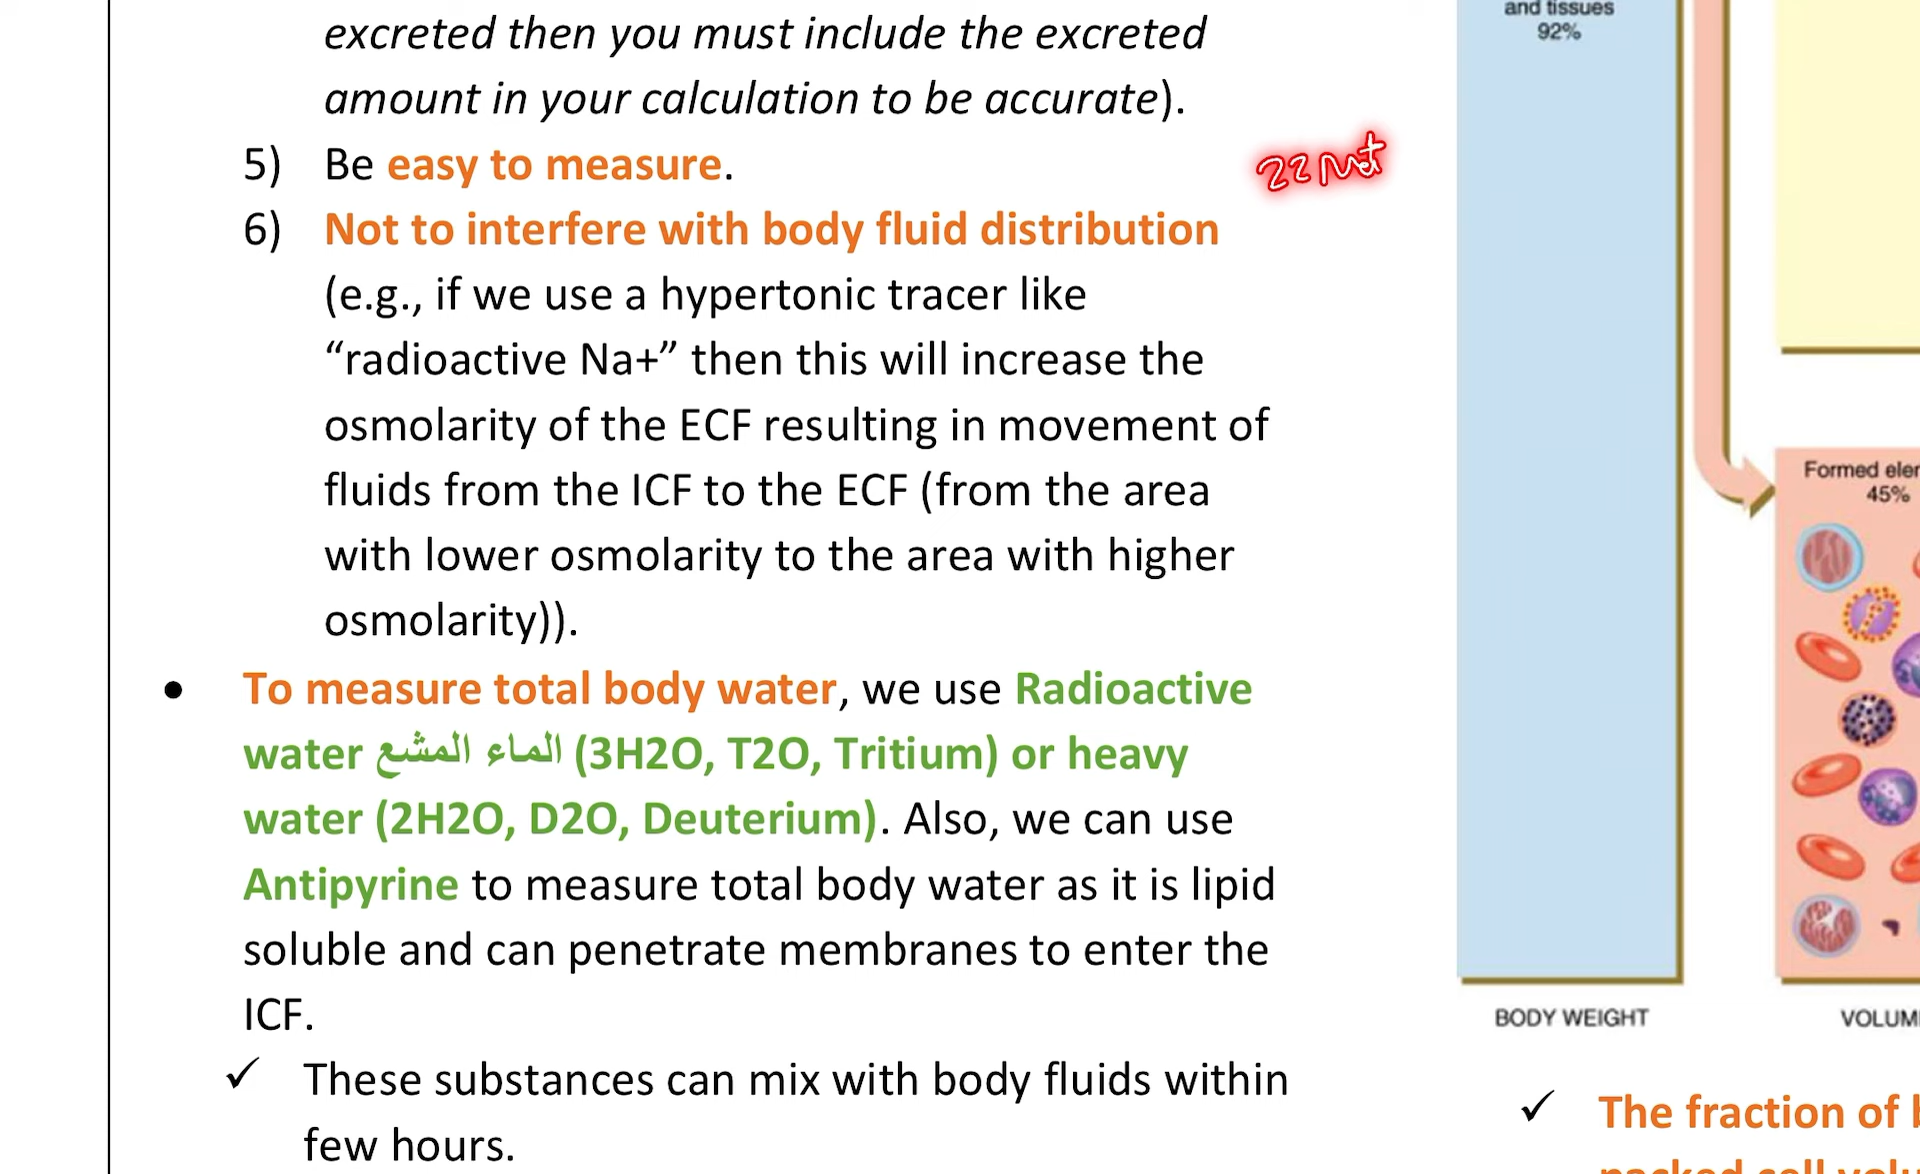 excreted then you must include the excreted
amount in your calculation to be accurate).
5) Be easy to measure.
6) Not to interfere with body fluid distribution
(e.g., if we use a hypertonic tracer like
“radioactive Na+” then this will increase the
osmolarity of the ECF resulting in movement of
fluids from the ICF to the ECF (from the area
with lower osmolarity to the area with higher
osmolarity)).
• To measure total body water, we use Radioactive
water الماء المشع (3H2O, T2O, Tritium) or heavy
water (2H2O, D2O, Deuterium). Also, we can use
Antipyrine to measure total body water as it is lipid
soluble and can penetrate membranes to enter the
ICF.
✓ These substances can mix with body fluids within
few hours.
22
and tissues
92%
Formed
45%
BODY WEIGHT
✓ The fraction of
packed cell